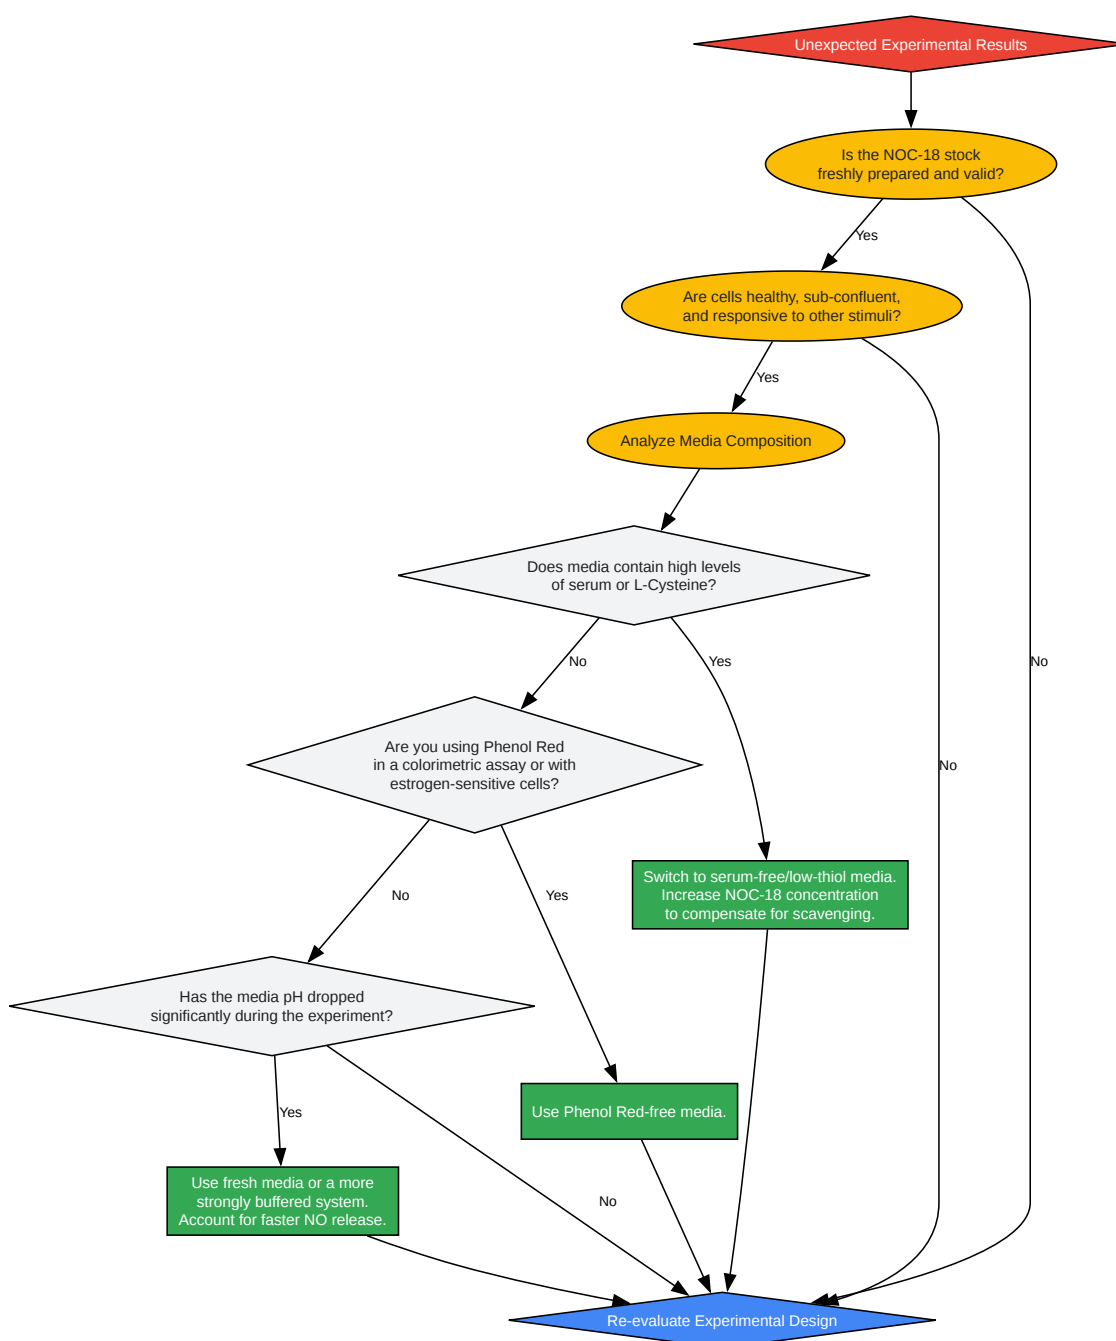 Unexpected Experimental Results
Is the NOC-18 stock
freshly prepared and valid?
Yes
Are cells healthy, sub-confluent,
and responsive to other stimuli?
Yes
Analyze Media Composition
Does media contain high levels
of serum or L-Cysteine?
No
Yes
No
Are you using Phenol Red
in a colorimetric assay or with
estrogen-sensitive cells?
No
Switch to serum-free/low-thiol media.
Increase NOC-18 concentration
to compensate for scavenging.
No
Yes
Has the media pH dropped
significantly during the experiment?
Yes
Use Phenol Red-free media.
Use fresh media or a more
strongly buffered system.
Account for faster NO release.
No
Re-evaluate Experimental Design